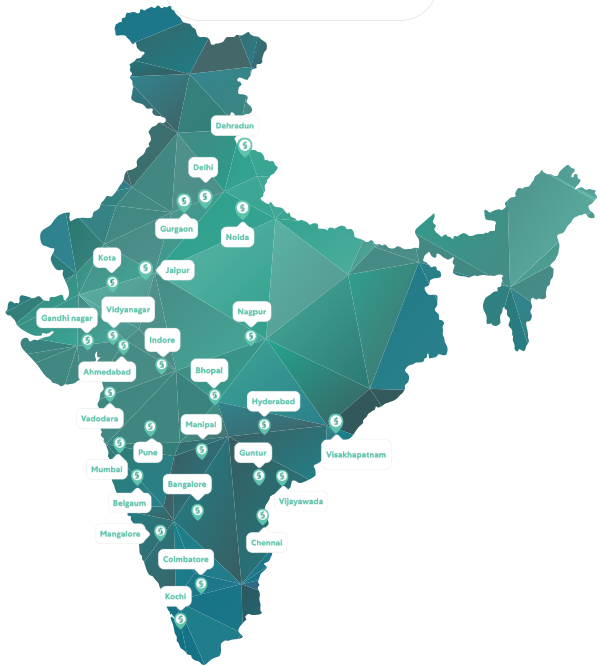 Dehradun
Delhi
Gurgaon
Noida
Kota
Jaipur
Gandhi nagar
Vidyanagar
Nagpur
Indore
Ahmedabad
Bhopal
Hyderabad
Vadodara
Manipal
Pune
Guntur
Visakhapatnam
Mumbai
Bangalore
Belgaum
Vijayawada
Mangalore
Chennai
Coimbatore
Kochi